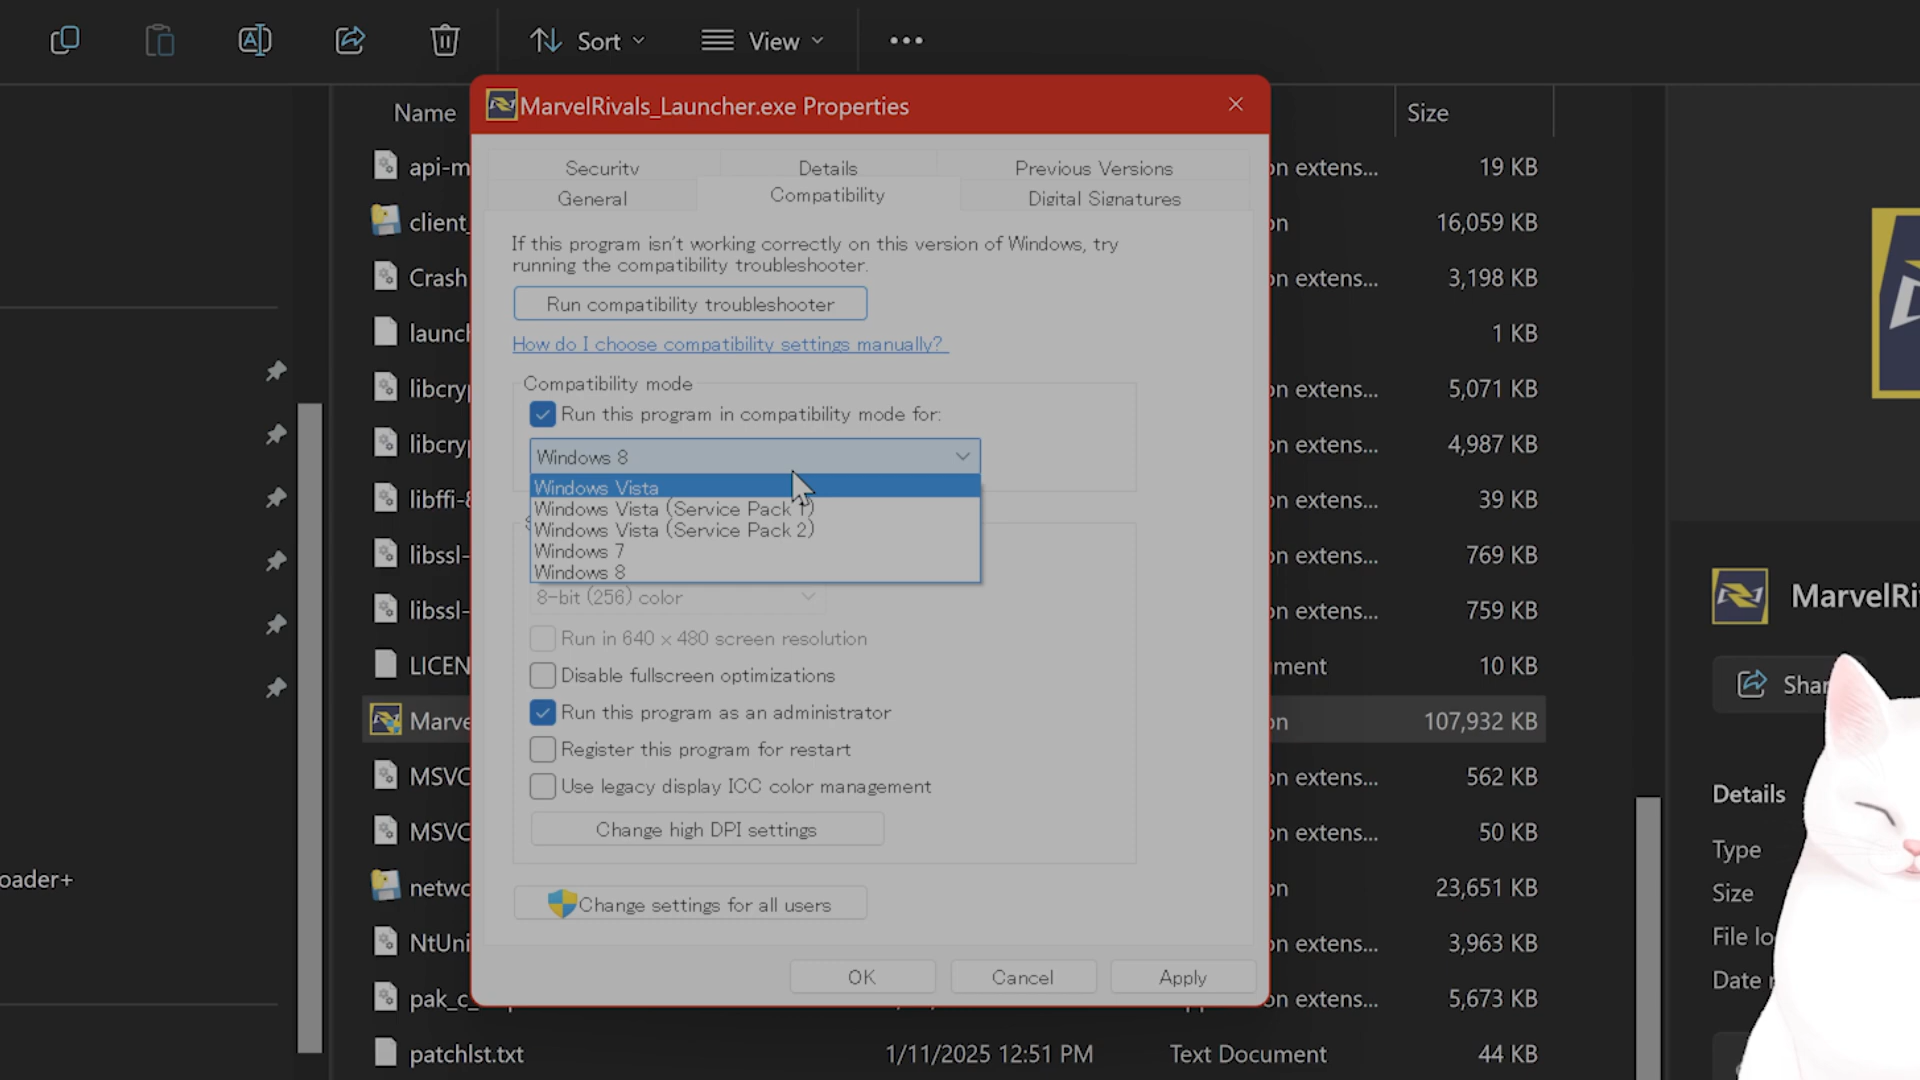 Sort
View
MarvelRivals_Launcher.exe Properties
Name
Size
Security
Details
Previous Versions
General
Compatibility
Digital Signatures
If this program isn't working correctly on this version of Windows, try
running the compatibility troubleshooter.
Run compatibility troubleshooter
How do I choose compatibility settings manually?
Compatibility mode
Run this program in compatibility mode for:
Windows 8
Windows Vista
Windows Vista (Service Pack 1)
Windows Vista (Service Pack 2)
Windows 7
Windows 8
8-bit (256) color
Run in 640 × 480 screen resolution
Disable fullscreen optimizations
Run this program as an administrator
Register this program for restart
Use legacy display ICC color management
Change high DPI settings
Change settings for all users
OK
Cancel
Apply
api-m
on extens...
19 KB
client_
on
16,059 KB
Crash
on extens...
3,198 KB
launch
1 KB
libcryp
on extens...
5,071 KB
libcryp
on extens...
4,987 KB
libffi-8
on extens...
39 KB
libssl-
on extens...
769 KB
libssl-
on extens...
759 KB
LICEN
ment
10 KB
Marve
on
107,932 KB
MSVC
on extens...
562 KB
MSVC
on extens...
50 KB
netwo
on
23,651 KB
NtUni
on extens...
3,963 KB
pak_c_
on extens...
5,673 KB
patchlst.txt
1/11/2025 12:51 PM
Text Document
44 KB
oader+
MarvelRi
Shar
Details
Type
Size
File lo
Date